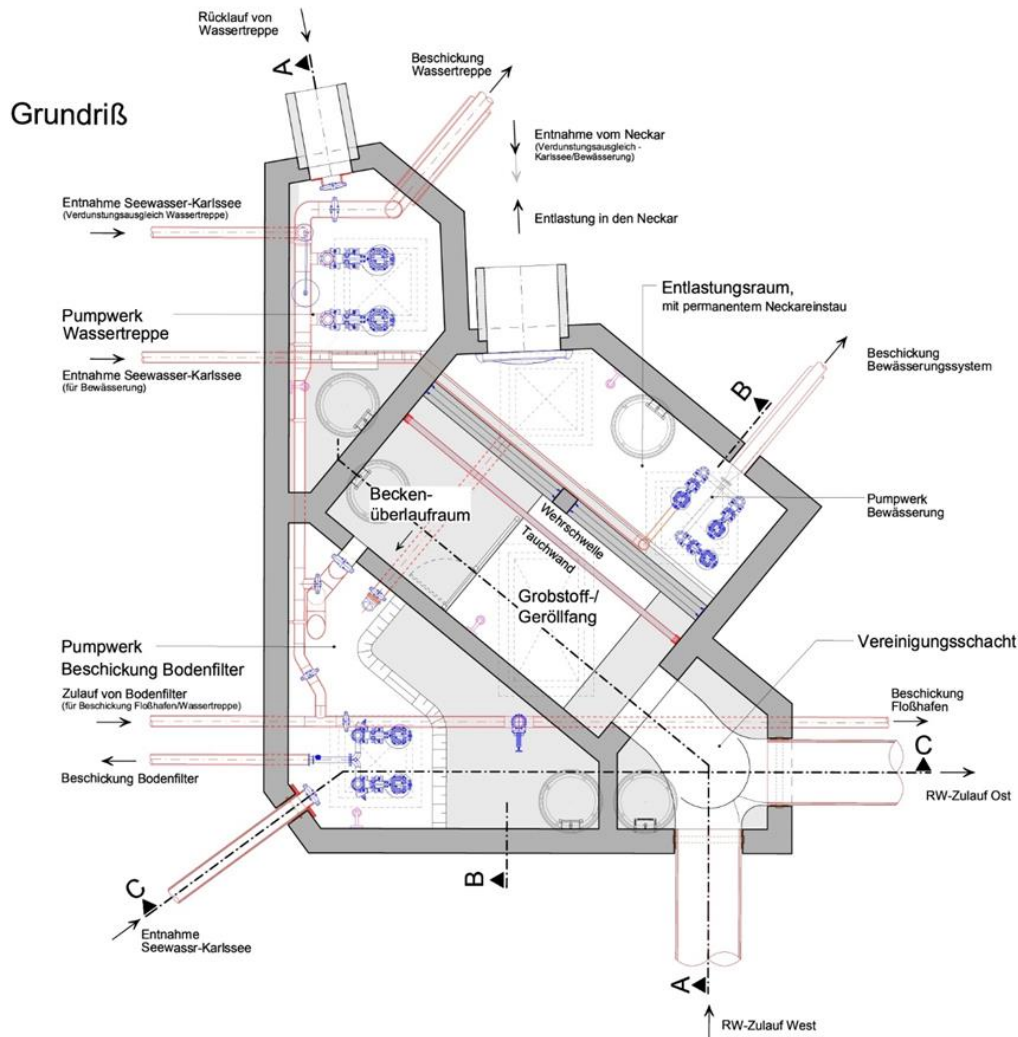 Rücklauf von
Wassertreppe
A
Beschickung
Wassertreppe
Grundriß
Entnahme vom Neckar
(Verdunstungsausgleich -
Karlssee/Bewässerung)
Entnahme Seewasser-Karlssee
(Verdunstungsausgleich Wassertreppe)
Entlastung in den Neckar
Entlastungsraum,
mit permanentem Neckareinstau
Pumpwerk
Wassertreppe
Entnahme Seewasser-Karlssee
(für Bewässerung)
Beschickung
Bewässerungssystem
B
Becken-
überlaufraum
Wehrschwelle
Tauchwand
Pumpwerk
Bewässerung
Grobstoff-/
Geröllfang
Pumpwerk
Beschickung Bodenfilter
Vereinigungsschacht
Zulauf von Bodenfilter
(für Beschickung Floßhafen/Wassertreppe)
Beschickung
Floßhafen
C
Beschickung Bodenfilter
RW-Zulauf Ost
B
C
Entnahme
Seewassr-Karlssee
A
RW-Zulauf West